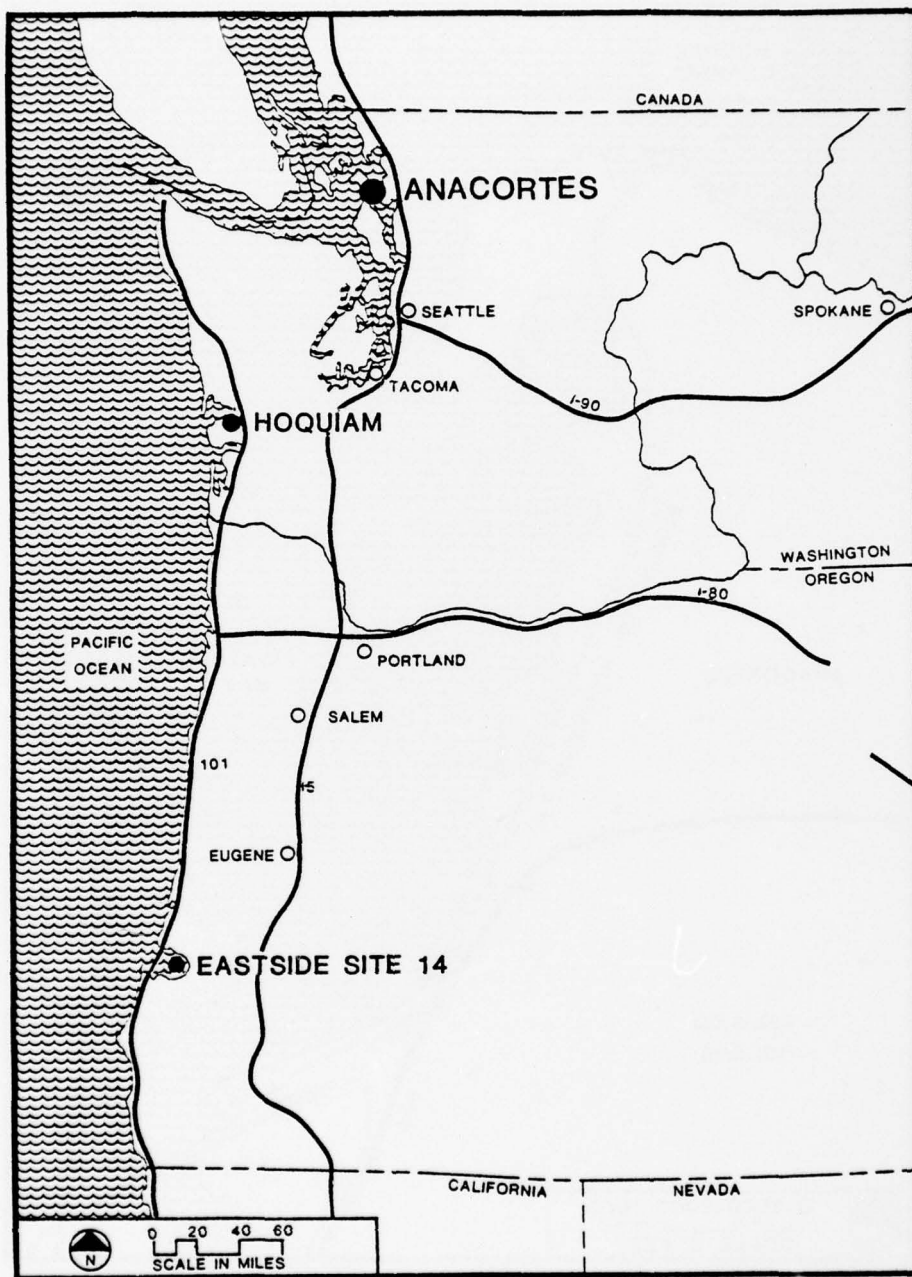 CANADA
ANACORTES
SEATTLE
SPOKANE
TACOMA
I-90
HOQUIAM
WASHINGTON
OREGON
I-80
PACIFIC
OCEAN
PORTLAND
SALEM
101
I-5
EUGENE
EASTSIDE SITE 14
CALIFORNIA
NEVADA
0 20 40 60
SCALE IN MILES
N